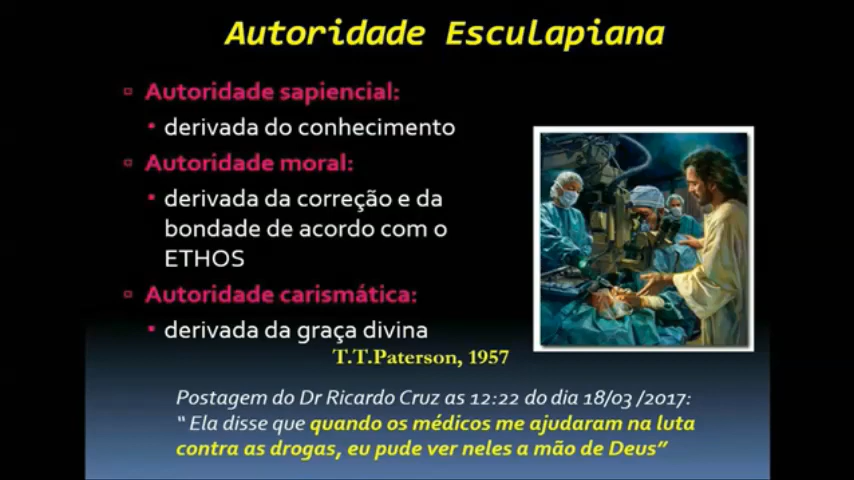 Autoridade Esculapiana
Autoridade sapiencial:
derivada do conhecimento
Autoridade moral:
derivada da correção e da
bondade de acordo com o
ETHOS
Autoridade carismática:
derivada da graça divina
T.T.Paterson, 1957
Postagem do Dr Ricardo Cruz as 12:22 do dia 18/03 /2017:
“ Ela disse que quando os médicos me ajudaram na luta
contra as drogas, eu pude ver neles a mão de Deus”